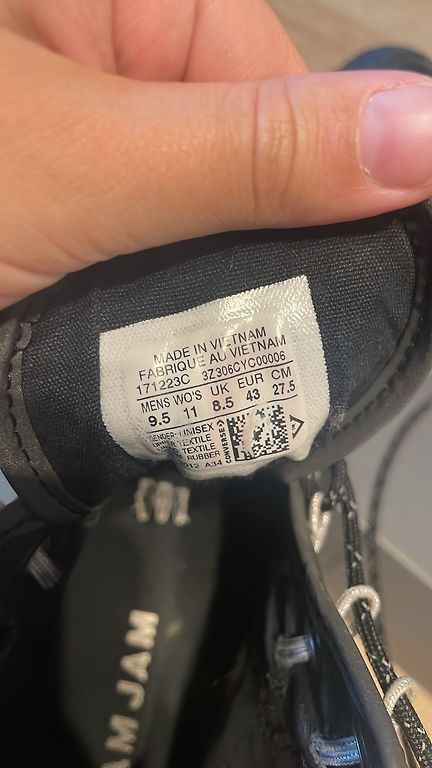 MADE IN VIETNAM
FABRIQUE AU VIETNAM
171223C 3Z306CYC00006
MENS WO'S UK EUR CM
9.5 11 8.5 43 27.5
GENDER: UNISEX
TEXTILE
TEXTILE
RUBBER
A34
CONVERSE
AMJAM